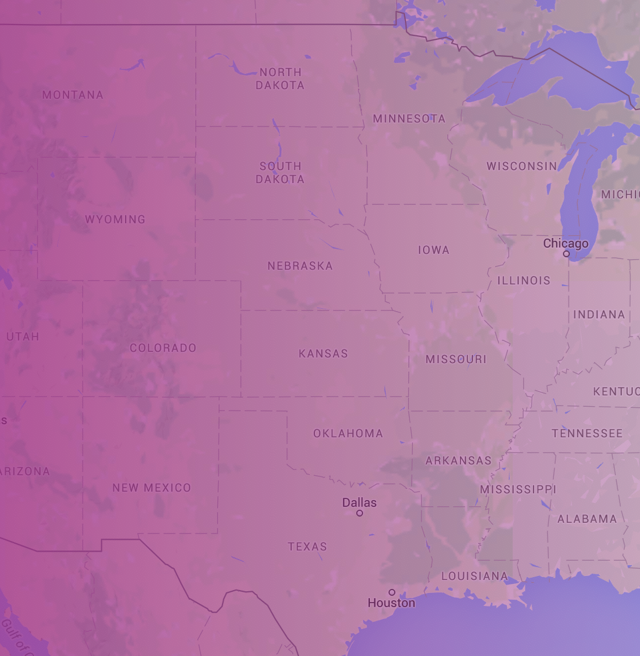 NORTH
DAKOTA
MONTANA
MINNESOTA
SOUTH
DAKOTA
WISCONSIN
MICHI
WYOMING
Chicago
IOWA
NEBRASKA
ILLINOIS
INDIANA
UTAH
COLORADO
KANSAS
MISSOURI
KENTUC
s
OKLAHOMA
TENNESSEE
ARKANSAS
ARIZONA
NEW MEXICO
MISSISSIPPI
Dallas
ALABAMA
TEXAS
LOUISIANA
Houston
Gulf of C